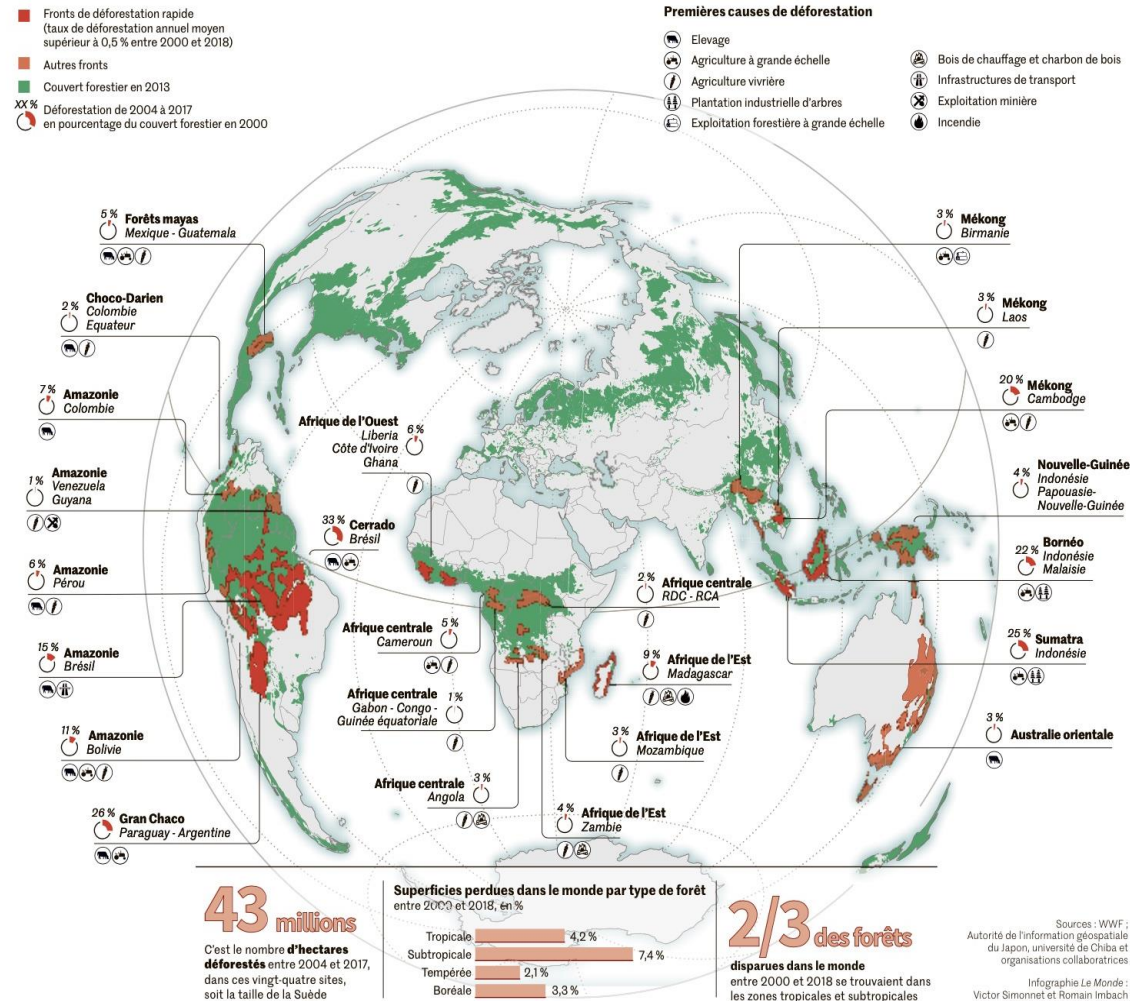 Fronts de déforestation rapide
(taux de déforestation annuel moyen
supérieur à 0,5 % entre 2000 et 2018)
Autres fronts
Couvert forestier en 2013
XX %
Déforestation de 2004 à 2017
en pourcentage du couvert forestier en 2000
Premières causes de déforestation
Elevage
Agriculture à grande échelle
Agriculture vivrière
Plantation industrielle d'arbres
Exploitation forestière à grande échelle
Bois de chauffage et charbon de bois
Infrastructures de transport
Exploitation minière
Incendie
5 % Forêts mayas
Mexique - Guatemala
2 % Choco-Darien
Colombie
Equateur
7 % Amazonie
Colombie
1 % Amazonie
Venezuela
Guyana
6 % Amazonie
Pérou
15 % Amazonie
Brésil
11 % Amazonie
Bolivie
26 % Gran Chaco
Paraguay - Argentine
33 % Cerrado
Brésil
Afrique de l'Ouest
Liberia 6 %
Côte d'Ivoire
Ghana
Afrique centrale 5 %
Cameroun
Afrique centrale 1 %
Gabon - Congo -
Guinée équatoriale
Afrique centrale 3 %
Angola
2 % Afrique centrale
RDC - RCA
9 % Afrique de l'Est
Madagascar
3 % Afrique de l'Est
Mozambique
4 % Afrique de l'Est
Zambie
3 % Mékong
Birmanie
3 % Mékong
Laos
20 % Mékong
Cambodge
4 % Nouvelle-Guinée
Indonésie
Papouasie-
Nouvelle-Guinée
22 % Bornéo
Indonésie
Malaisie
25 % Sumatra
Indonésie
3 % Australie orientale
43 millions
C'est le nombre d'hectares
déforestés entre 2004 et 2017,
dans ces vingt-quatre sites,
soit la taille de la Suède
Superficies perdues dans le monde par type de forêt
entre 2000 et 2018, en %
Tropicale 4,2 %
Subtropicale 7,4 %
Tempérée 2,1 %
Boréale 3,3 %
2/3 des forêts
disparues dans le monde
entre 2000 et 2018 se trouvaient dans
les zones tropicales et subtropicales
Sources : WWF ;
Autorité de l'information géospatiale
du Japon, université de Chiba et
organisations collaboratrices
Infographie Le Monde :
Victor Simonnet et Romain Imbach